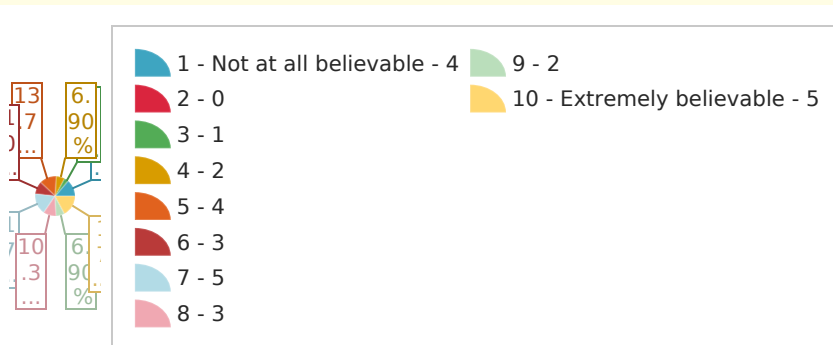 13
.7
...
6.
90
%
10
.3
...
6.
90
%
1 - Not at all believable - 4
2 - 0
3 - 1
4 - 2
5 - 4
6 - 3
7 - 5
8 - 3
9 - 2
10 - Extremely believable - 5